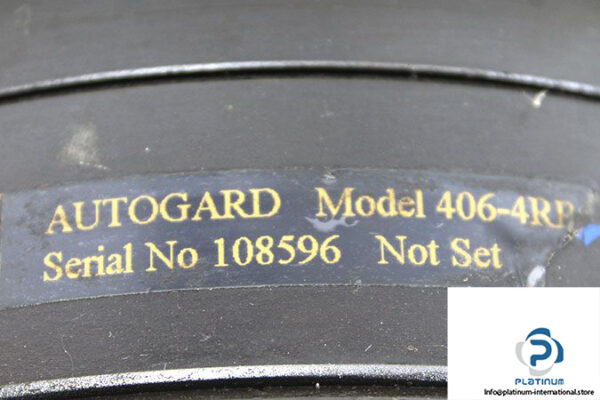 AUTOGARD Model 406-4RP
Serial No 108596 Not Set
PLATINUM
Info@platinum-international.store